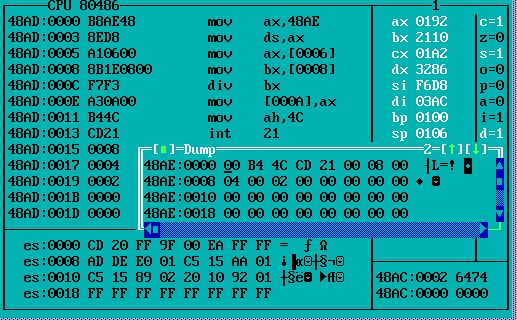 CPU 80486 1
48AD:0000 B8AE48 mov ax,48AE ax 0192 c=1
48AD:0003 8ED8 mov ds,ax bx 2110 z=0
48AD:0005 A10600 mov ax,[0006] cx 01A2 s=1
48AD:0008 8B1E0800 mov bx,[0008] dx 3286 o=0
48AD:000C F7F3 div bx si F6D8 p=0
48AD:000E A30A00 mov [000A],ax di 03AC a=0
48AD:0011 B44C mov ah,4C bp 0100 i=1
48AD:0013 CD21 int 21 sp 0106 d=1
48AD:0015 0008
[■]=Dump 2=[↑][↓]
48AD:0017 0004 48AE:0000 00 B4 4C CD 21 00 08 00 ┤L=!
48AD:0019 0002 48AE:0008 04 00 02 00 00 00 00 00 ♦ ☻
48AD:001B 0000 48AE:0010 00 00 00 00 00 00 00 00
48AD:001D 0000 48AE:0018 00 00 00 00 00 00 00 00
es:0000 CD 20 FF 9F 00 EA FF FF = ƒ Ω
es:0008 AD DE E0 01 C5 15 AA 01
es:0010 C5 15 89 02 20 10 92 01 48AC:0002 6474
es:0018 FF FF FF FF FF FF FF FF 48AC:0000 0000